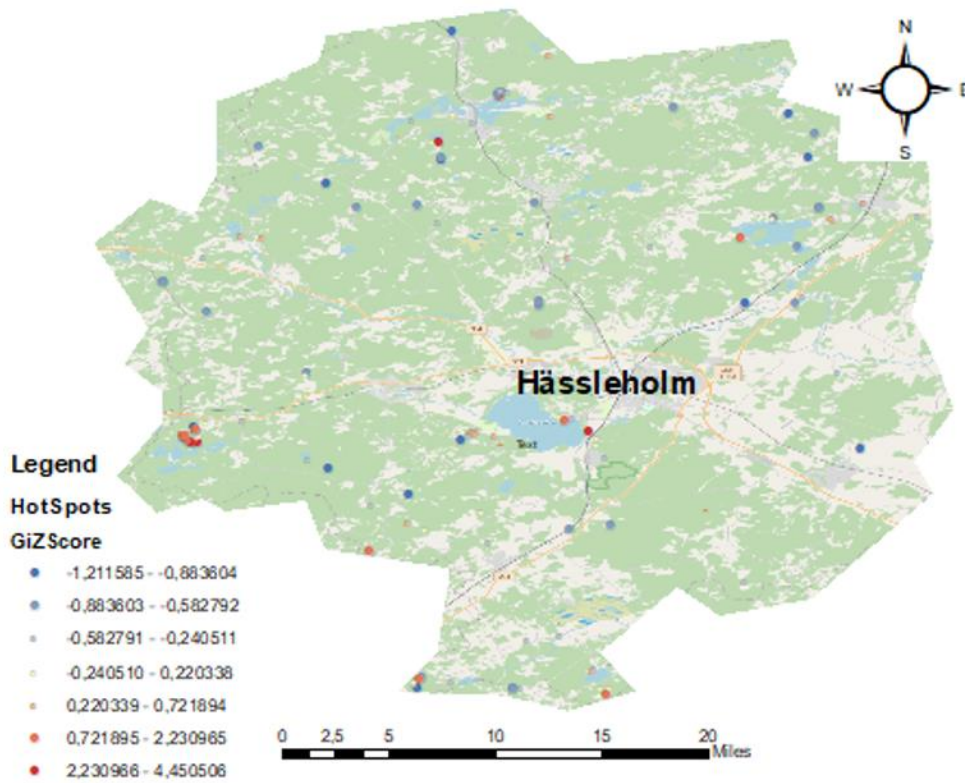 N
W E
S
Hässleholm
Text
Legend
HotSpots
GiZScore
-1,211585 - -0,883604
-0,883603 - -0,582792
-0,582791 - -0,240511
-0,240510 - 0,220338
0,220339 - 0,721894
0,721895 - 2,230965
2,230966 - 4,450506
0 2,5 5 10 15 20
Miles